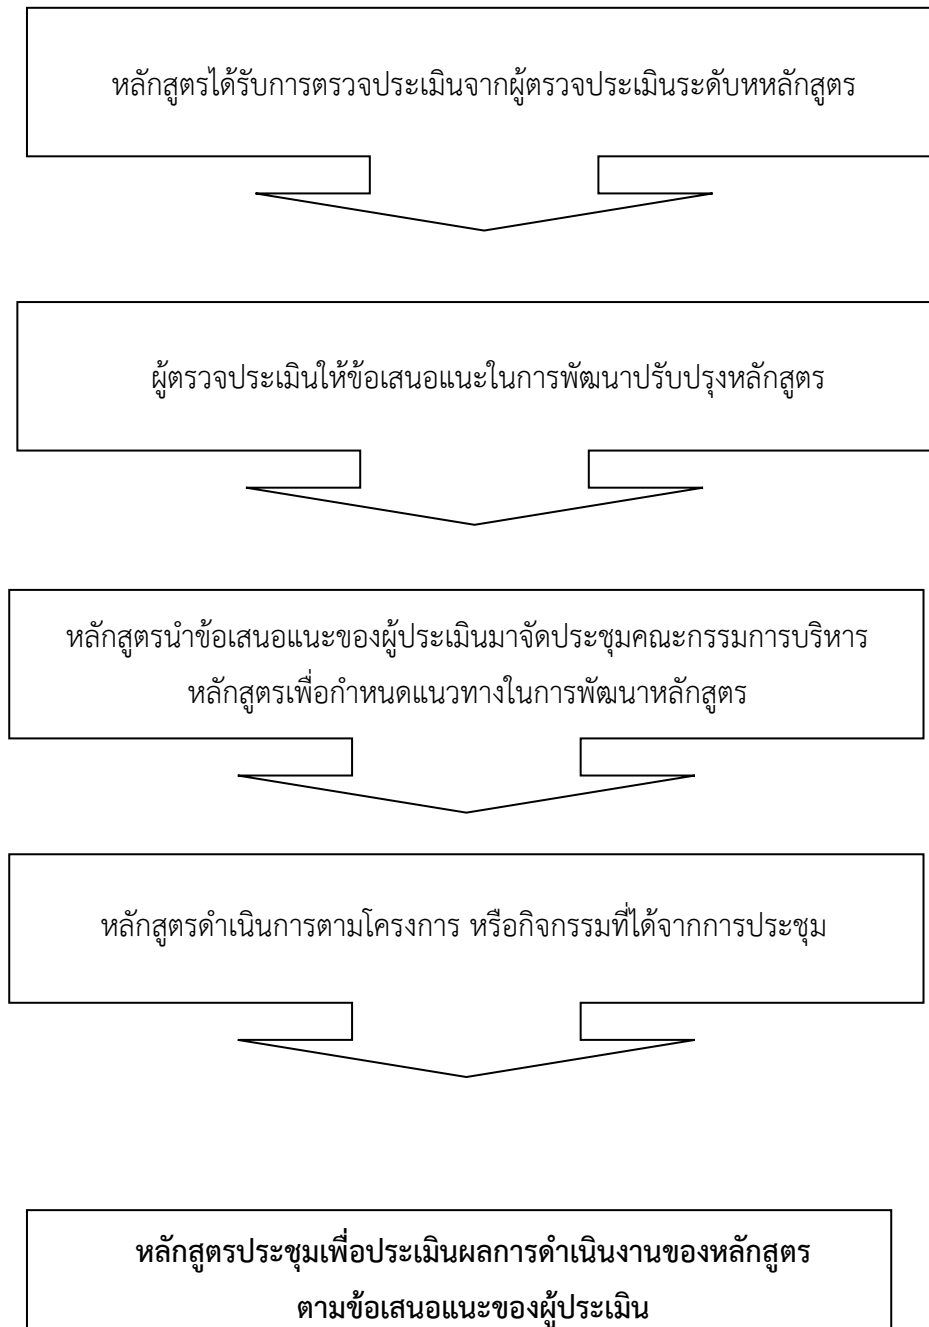 หลักสูตรได้รับการตรวจประเมินจากผู้ตรวจประเมินระดับหหลักสูตร
ผู้ตรวจประเมินให้ข้อเสนอแนะในการพัฒนาปรับปรุงหลักสูตร
หลักสูตรนำข้อเสนอแนะของผู้ประเมินมาจัดประชุมคณะกรรมการบริหาร
หลักสูตรเพื่อกำหนดแนวทางในการพัฒนาหลักสูตร
หลักสูตรดำเนินการตามโครงการ หรือกิจกรรมที่ได้จากการประชุม
หลักสูตรประชุมเพื่อประเมินผลการดำเนินงานของหลักสูตร
ตามข้อเสนอแนะของผู้ประเมิน